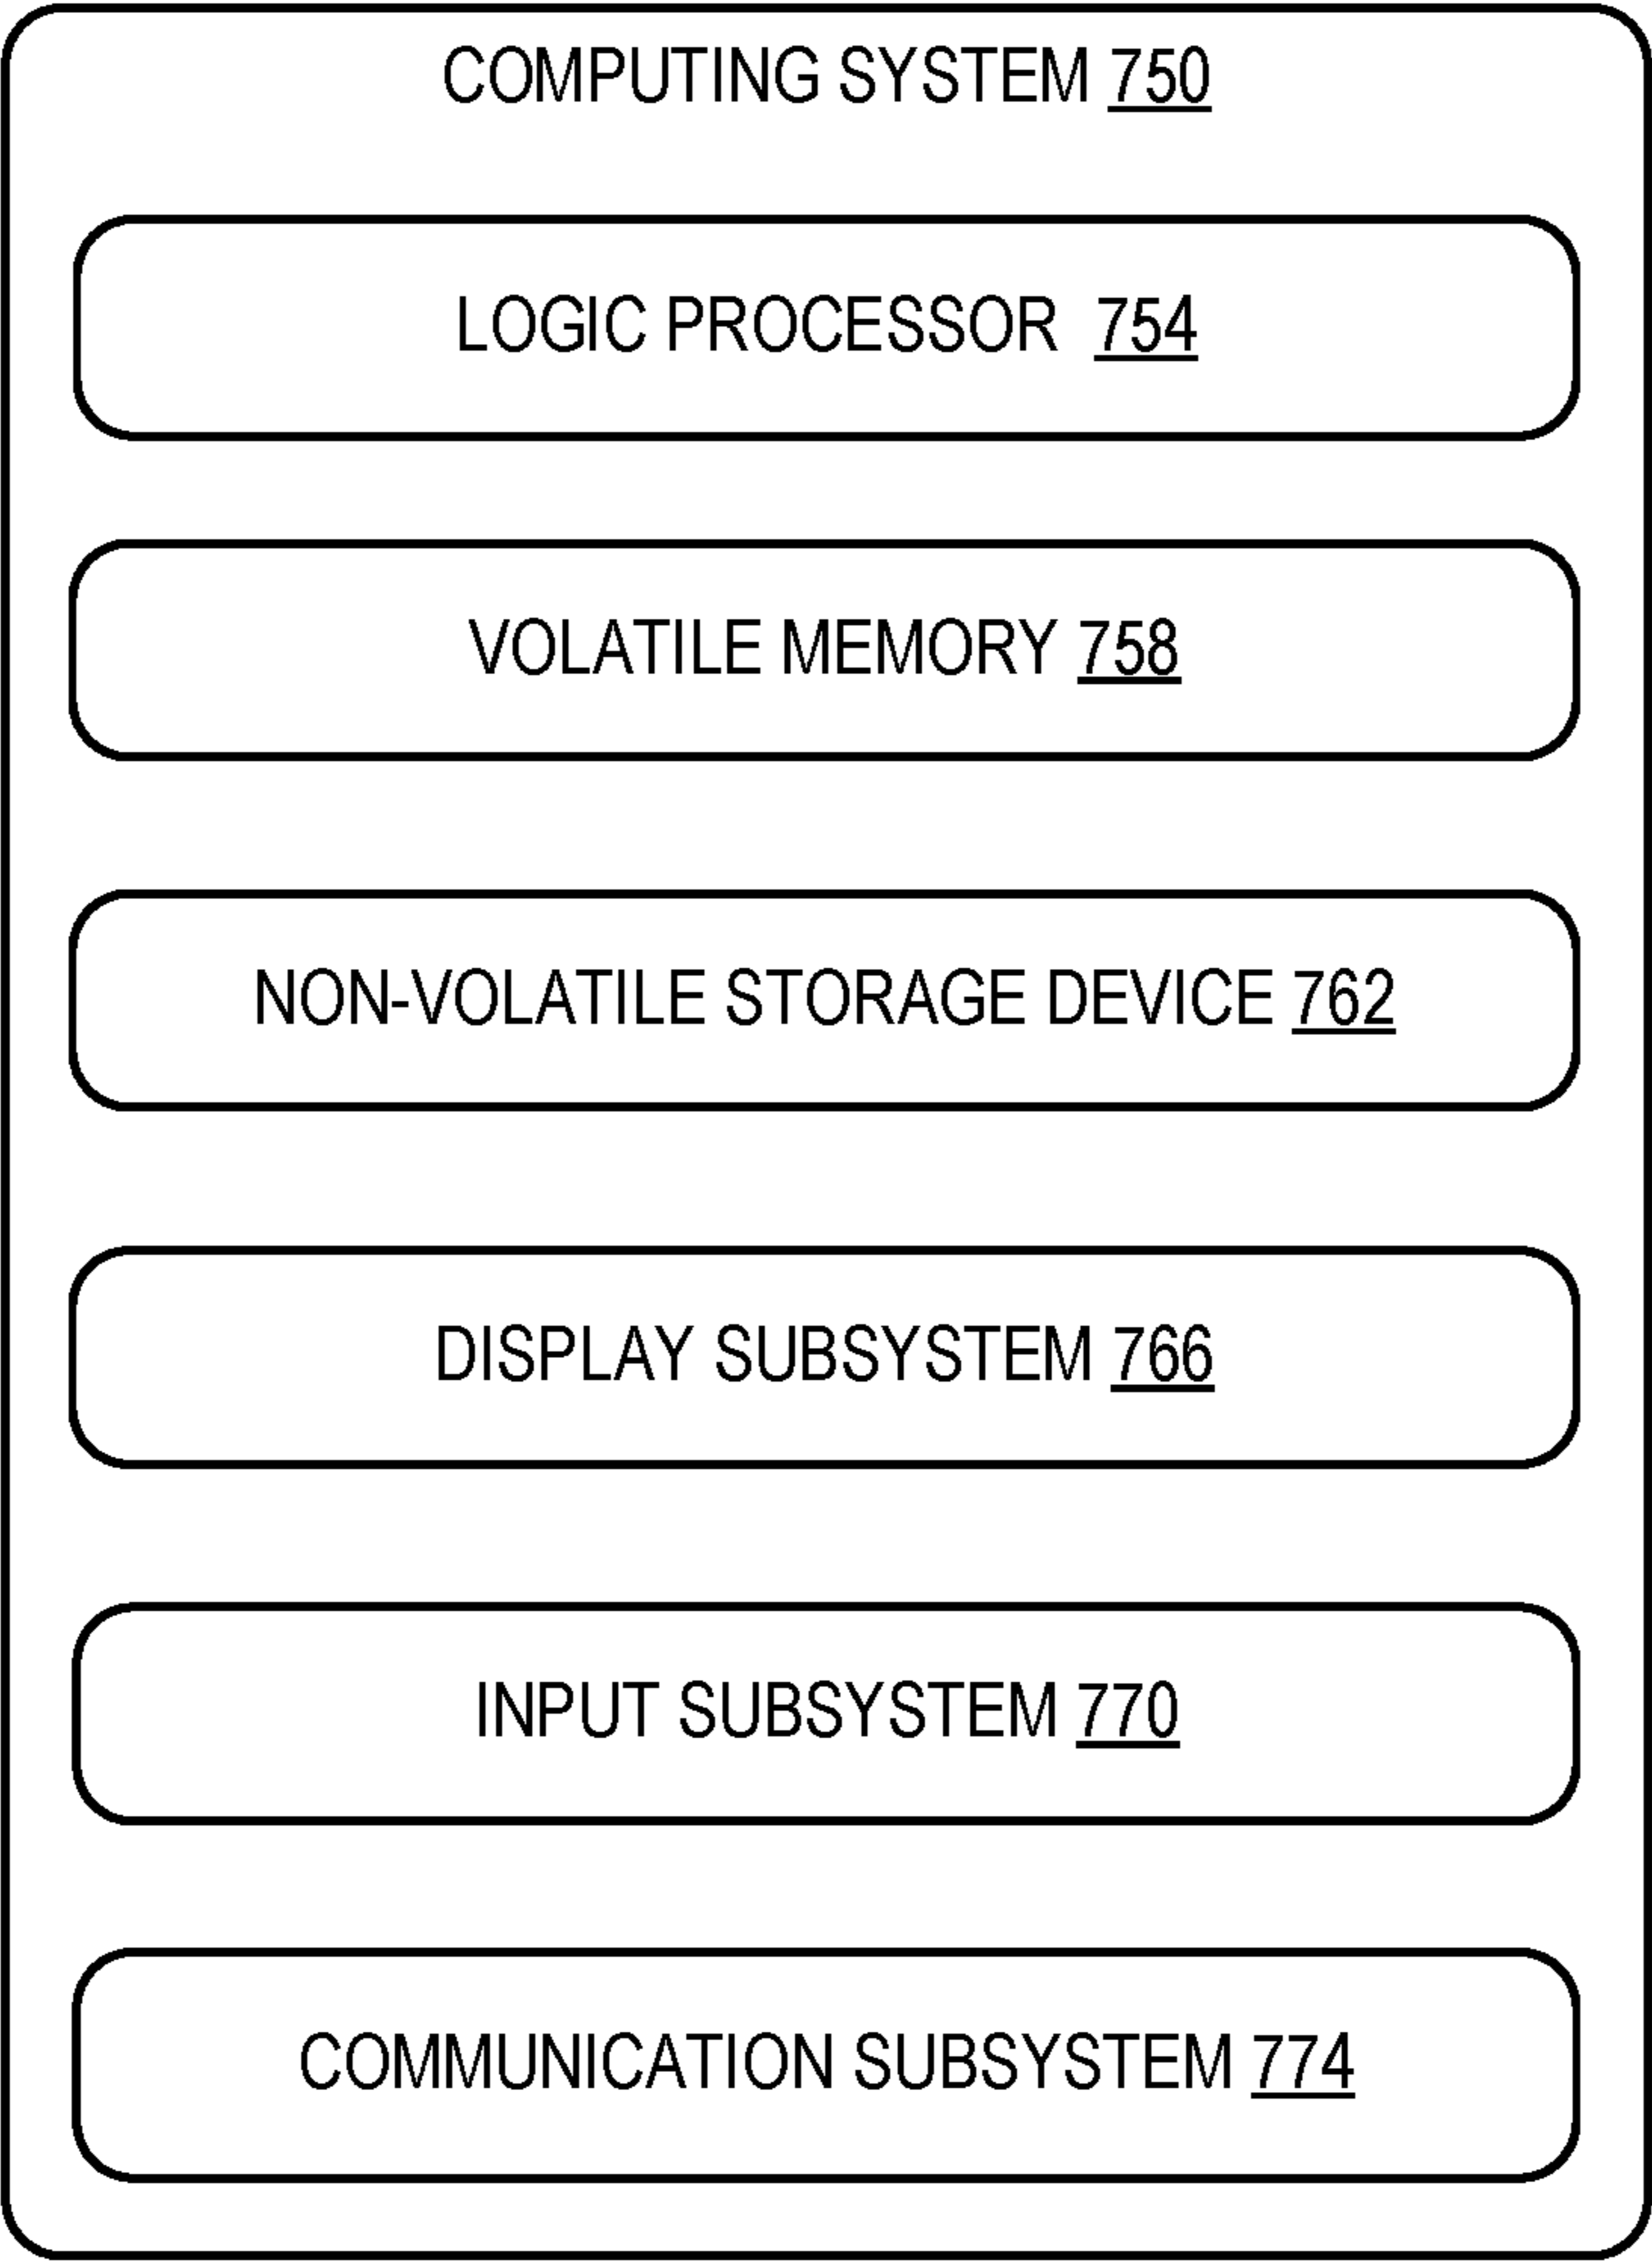 COMPUTING SYSTEM 750
LOGIC PROCESSOR 754
VOLATILE MEMORY 758
NON-VOLATILE STORAGE DEVICE 762
DISPLAY SUBSYSTEM 766
INPUT SUBSYSTEM 770
COMMUNICATION SUBSYSTEM 774